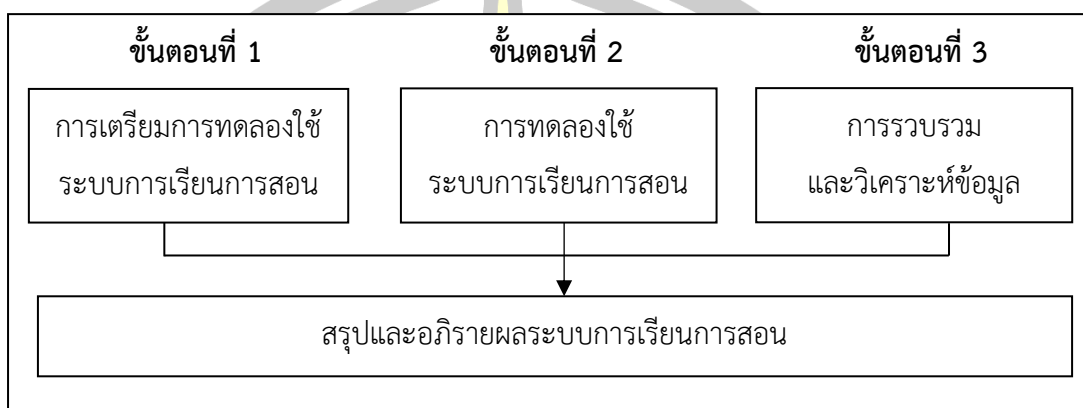 ขั้นตอนที่ 1
การเตรียมการทดลองใช้
ระบบการเรียนการสอน
ขั้นตอนที่ 2
การทดลองใช้
ระบบการเรียนการสอน
ขั้นตอนที่ 3
การรวบรวม
และวิเคราะห์ข้อมูล
สรุปและอภิรายผลระบบการเรียนการสอน